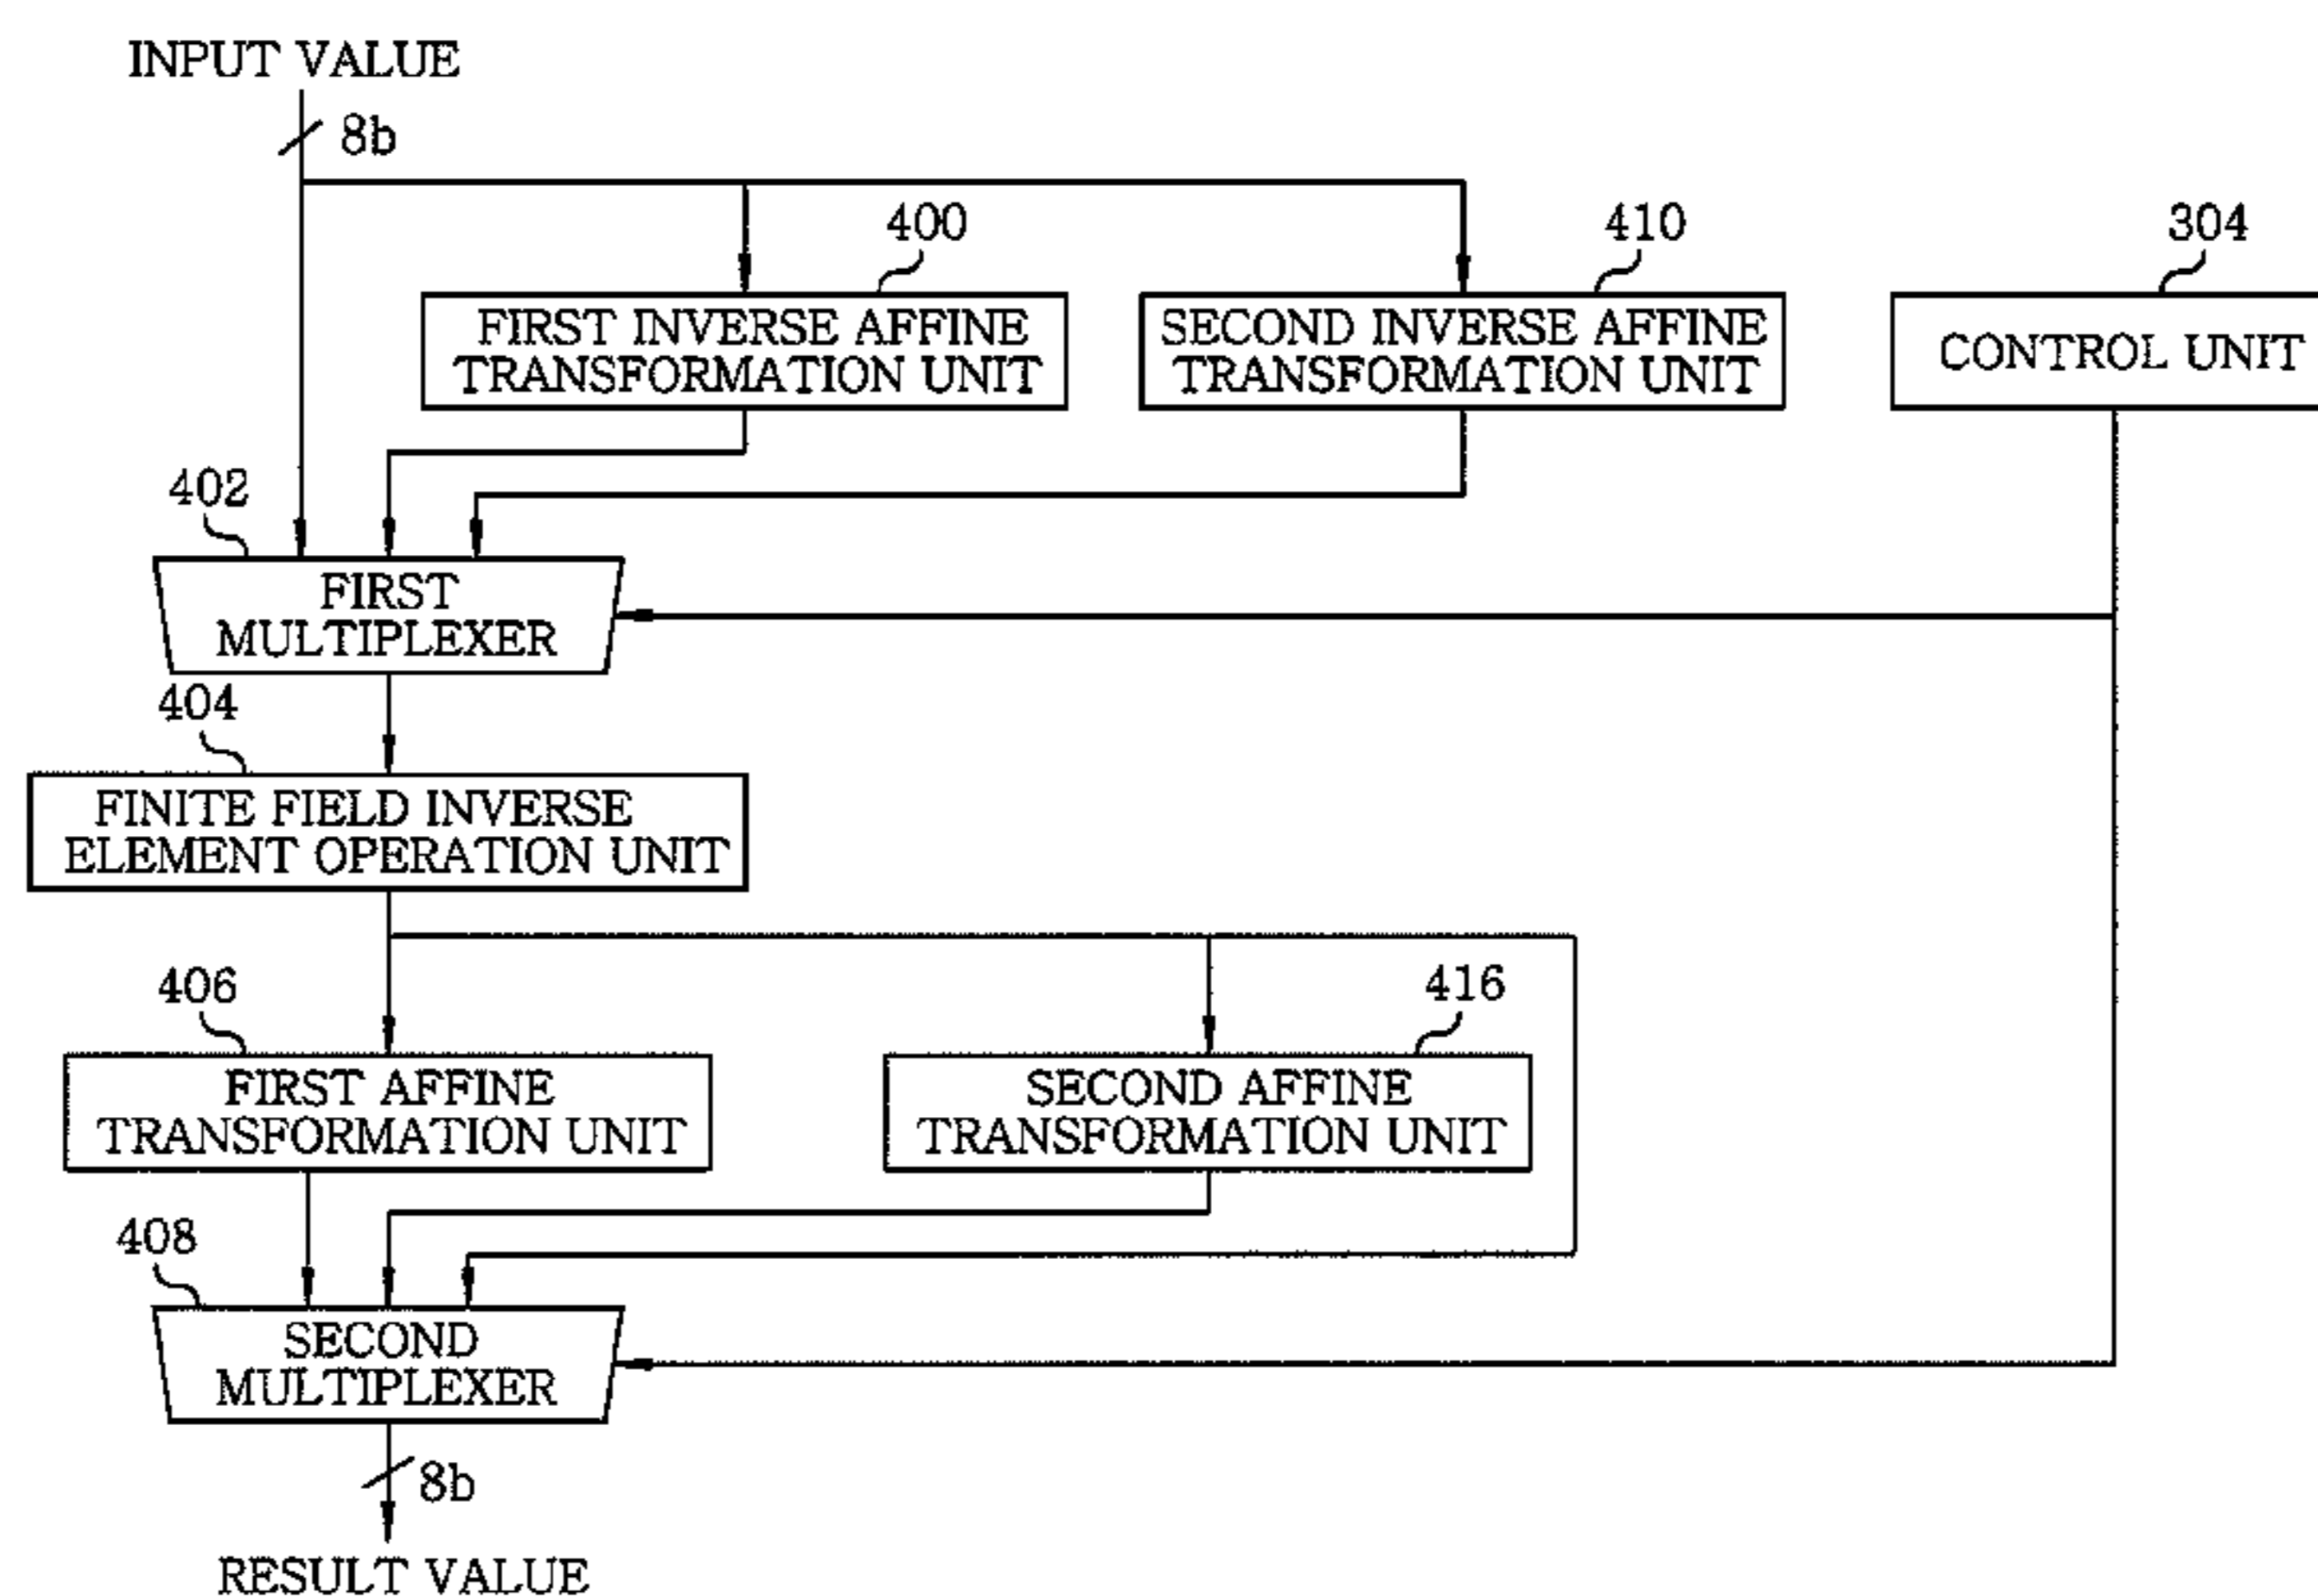 INPUT VALUE
8b
400
410
304
FIRST INVERSE AFFINE
TRANSFORMATION UNIT
SECOND INVERSE AFFINE
TRANSFORMATION UNIT
CONTROL UNIT
402
FIRST
MULTIPLEXER
404
FINITE FIELD INVERSE
ELEMENT OPERATION UNIT
406
416
FIRST AFFINE
TRANSFORMATION UNIT
SECOND AFFINE
TRANSFORMATION UNIT
408
SECOND
MULTIPLEXER
8b
RESULT VALUE